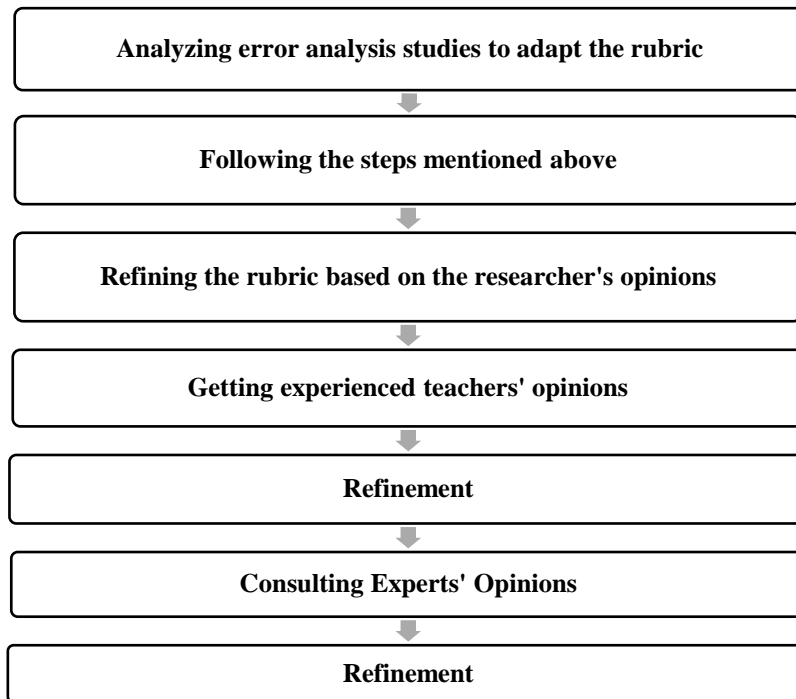 Analyzing error analysis studies to adapt the rubric
Following the steps mentioned above
Refining the rubric based on the researcher's opinions
Getting experienced teachers' opinions
Refinement
Consulting Experts' Opinions
Refinement